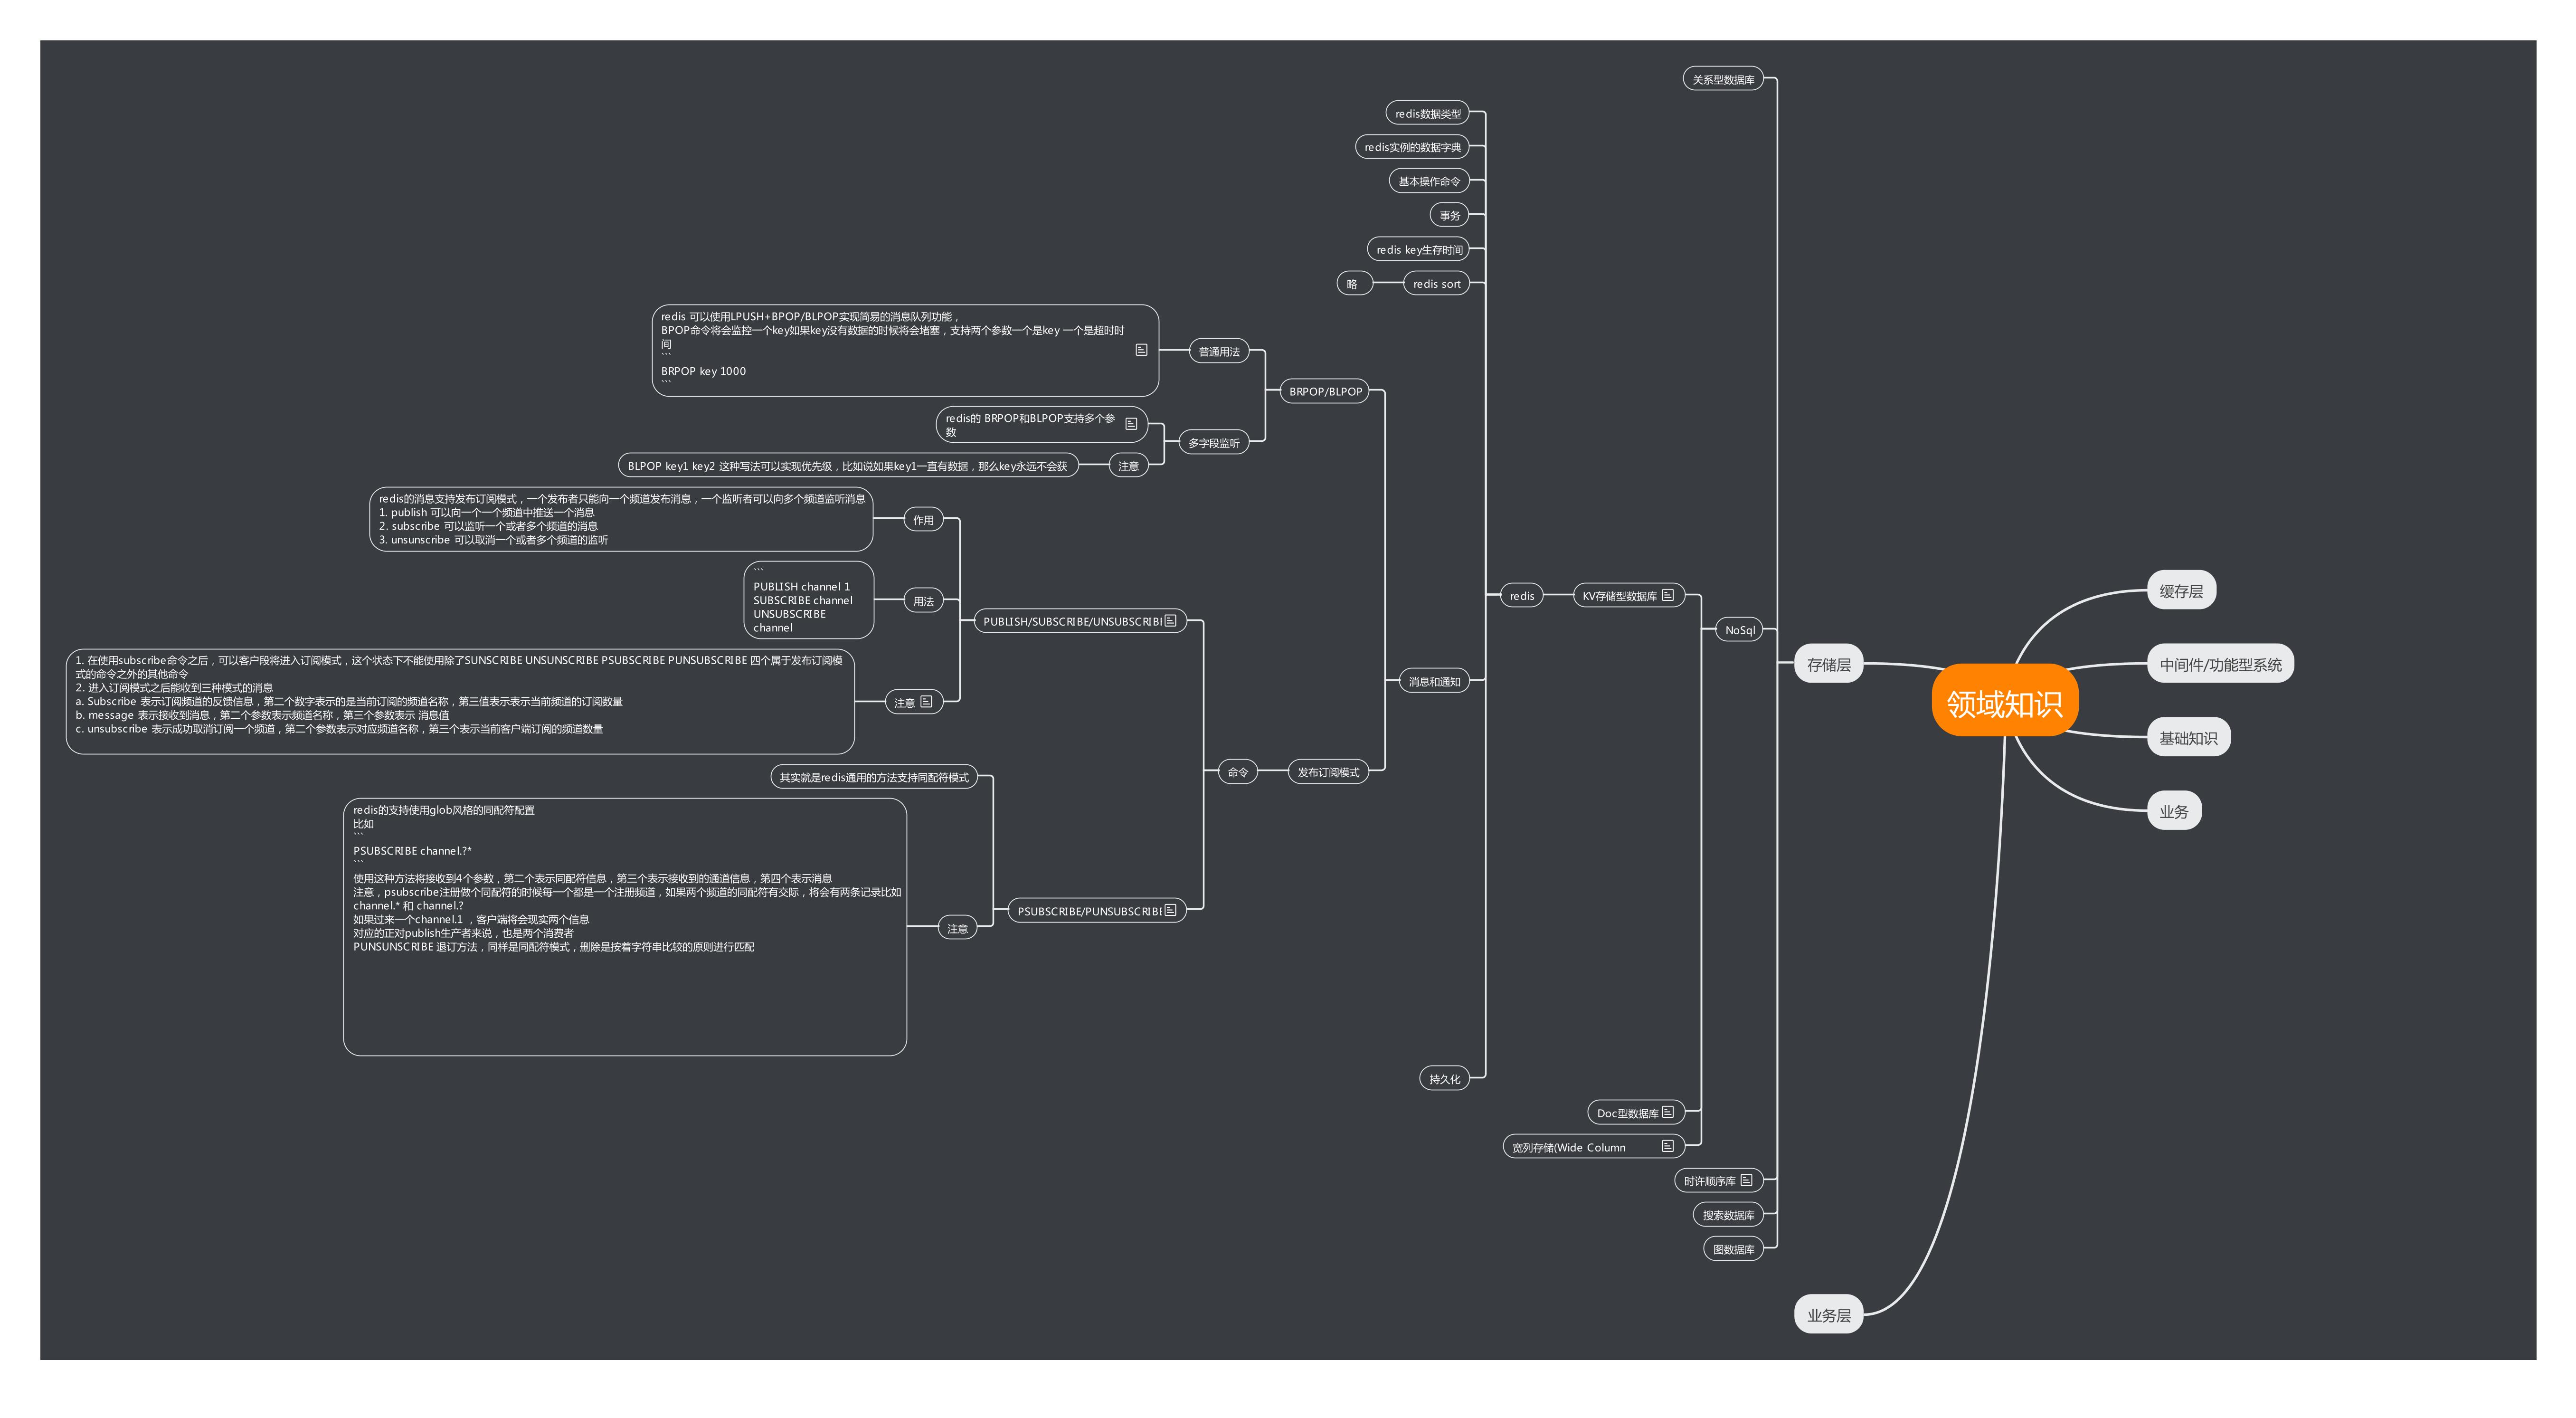 领域知识
缓存层
中间件/功能型系统
基础知识
业务
存储层
关系型数据库
NoSql
KV存储型数据库
redis
redis数据类型
redis实例的数据字典
基本操作命令
事务
redis key生存时间
redis sort
略
消息和通知
BRPOP/BLPOP
普通用法
redis 可以使用LPUSH+BPOP/BLPOP实现简易的消息队列功能，
BPOP命令将会监控一个key如果key没有数据的时候将会堵塞，支持两个参数一个是key 一个是超时时
间
```
BRPOP key 1000
```
多字段监听
redis的 BRPOP和BLPOP支持多个参
数
注意
BLPOP key1 key2 这种写法可以实现优先级，比如说如果key1一直有数据，那么key永远不会获
发布订阅模式
命令
PUBLISH/SUBSCRIBE/UNSUBSCRIBE
作用
redis的消息支持发布订阅模式，一个发布者只能向一个频道发布消息，一个监听者可以向多个频道监听消息
1. publish 可以向一个一个频道中推送一个消息
2. subscribe 可以监听一个或者多个频道的消息
3. unsunscribe 可以取消一个或者多个频道的监听
用法
```
PUBLISH channel 1
SUBSCRIBE channel
UNSUBSCRIBE
channel
注意
1. 在使用subscribe命令之后，可以客户段将进入订阅模式，这个状态下不能使用除了SUNSCRIBE UNSUNSCRIBE PSUBSCRIBE PUNSUBSCRIBE 四个属于发布订阅模
式的命令之外的其他命令
2. 进入订阅模式之后能收到三种模式的消息
a. Subscribe 表示订阅频道的反馈信息，第二个数字表示的是当前订阅的频道名称，第三值表示表示当前频道的订阅数量
b. message 表示接收到消息，第二个参数表示频道名称，第三个参数表示 消息值
c. unsubscribe 表示成功取消订阅一个频道，第二个参数表示对应频道名称，第三个表示当前客户端订阅的频道数量
PSUBSCRIBE/PUNSUBSCRIBE
其实就是redis通用的方法支持同配符模式
注意
redis的支持使用glob风格的同配符配置
比如
```
PSUBSCRIBE channel.?*
```
使用这种方法将接收到4个参数，第二个表示同配符信息，第三个表示接收到的通道信息，第四个表示消息
注意，psubscribe注册做个同配符的时候每一个都是一个注册频道，如果两个频道的同配符有交际，将会有两条记录比如
channel.* 和 channel.?
如果过来一个channel.1 ，客户端将会现实两个信息
对应的正对publish生产者来说，也是两个消费者
PUNSUNSCRIBE 退订方法，同样是同配符模式，删除是按着字符串比较的原则进行匹配
持久化
Doc型数据库
宽列存储(Wide Column
时许顺序库
搜索数据库
图数据库
业务层